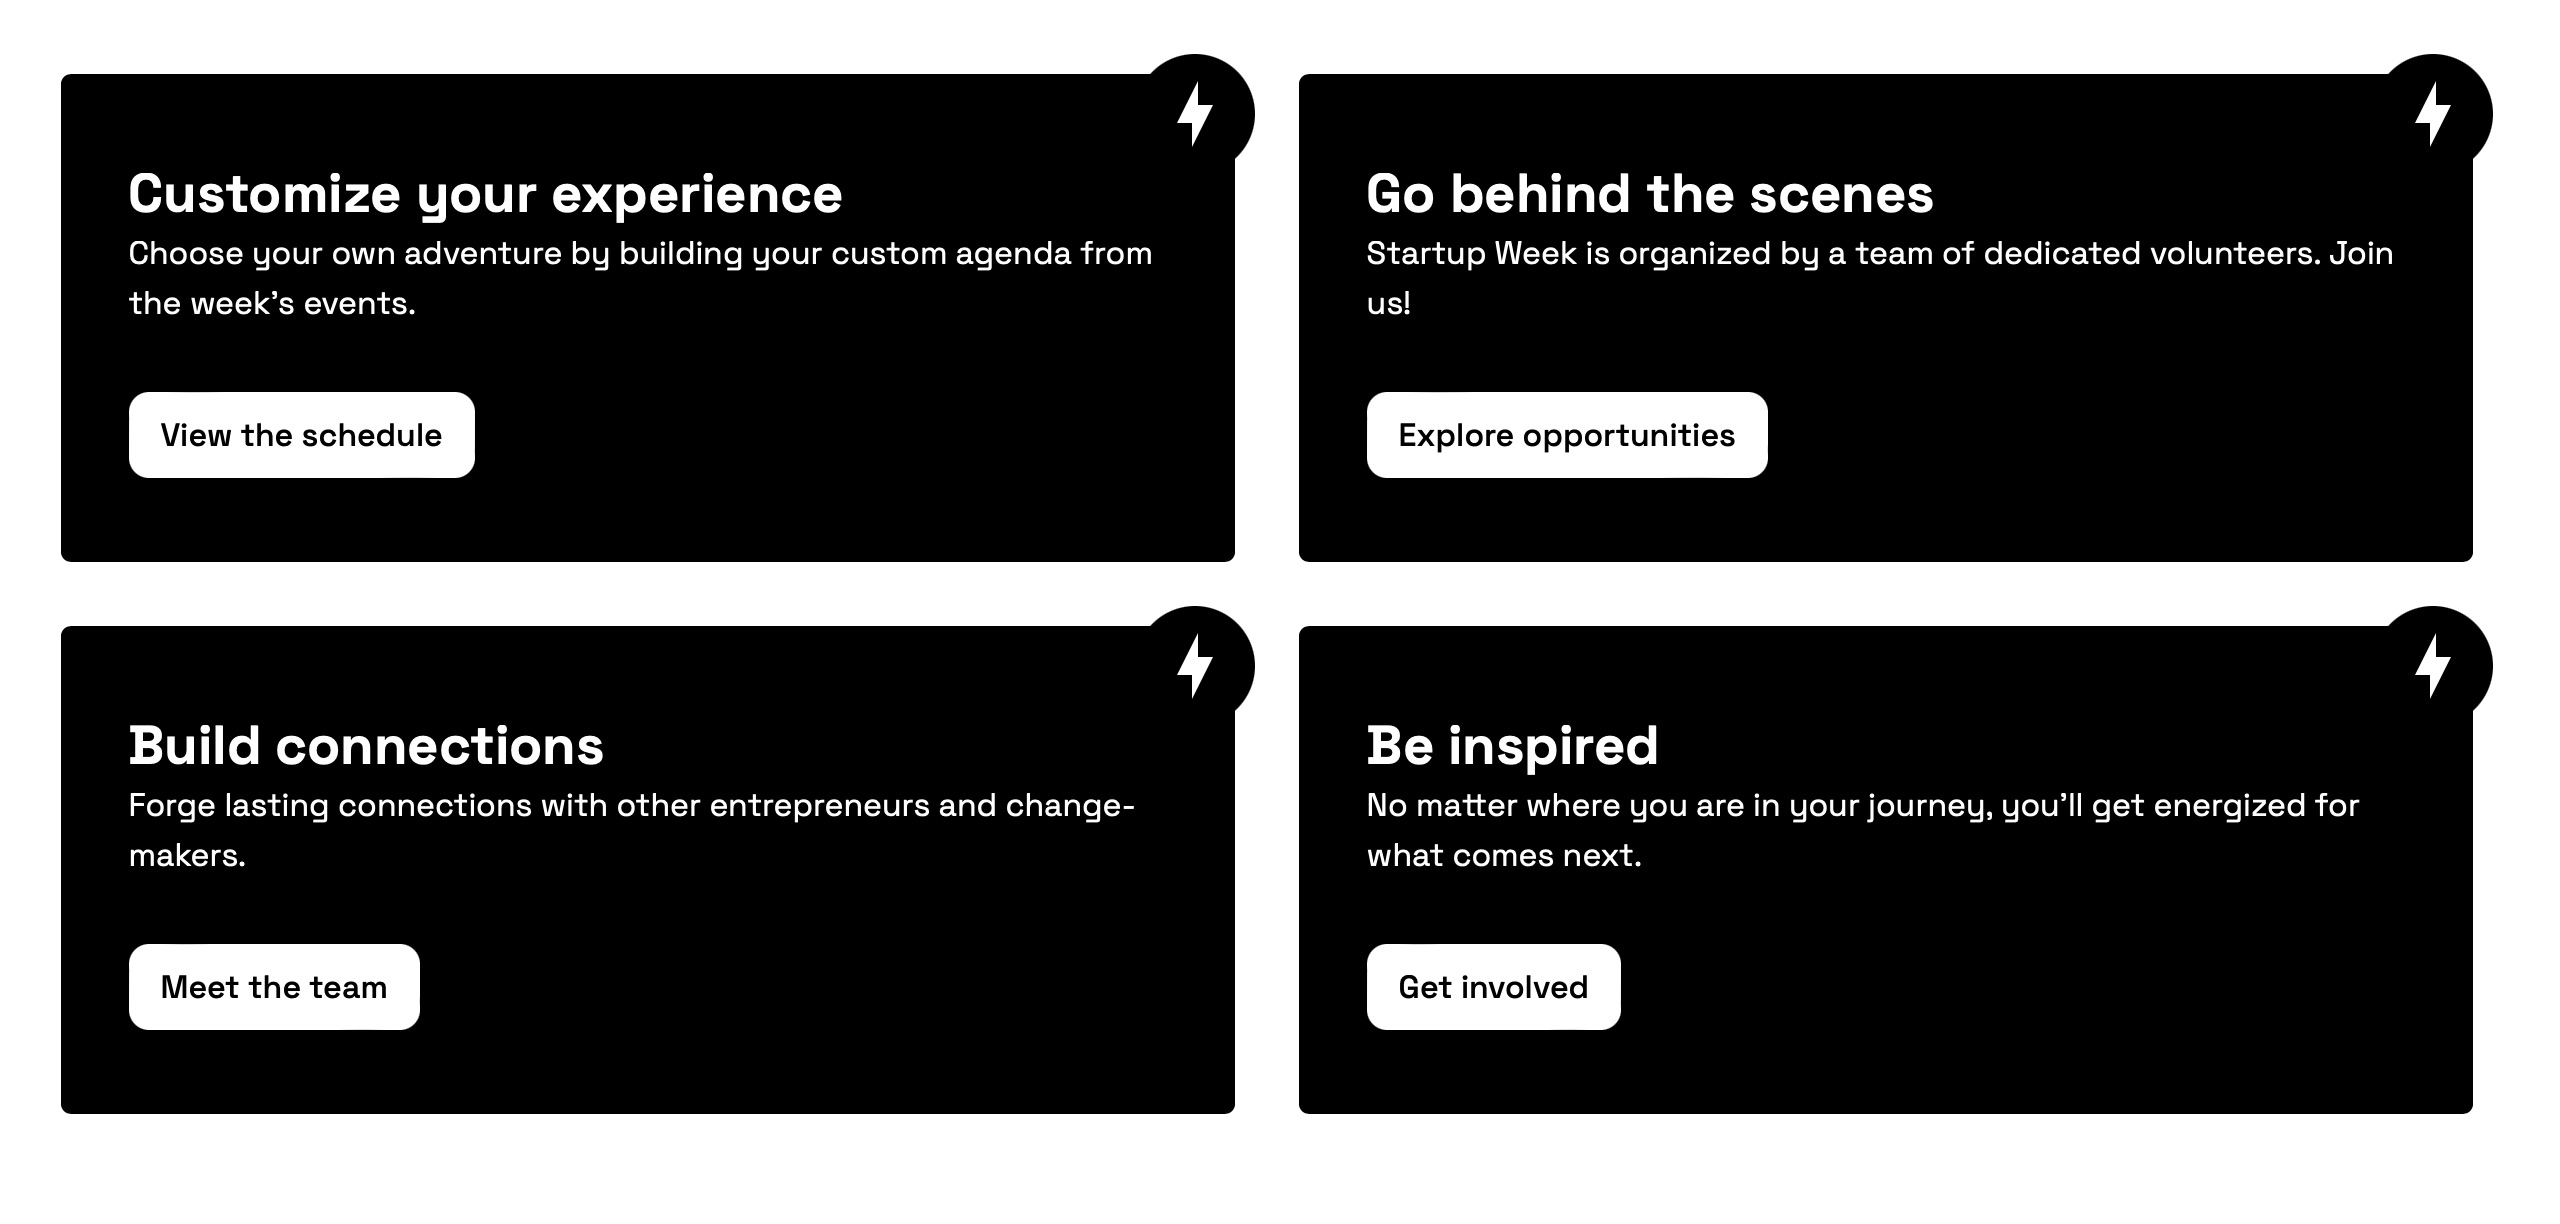 Customize your experience
Choose your own adventure by building your custom agenda from
the week’s events.
View the schedule
Go behind the scenes
Startup Week is organized by a team of dedicated volunteers. Join
us!
Explore opportunities
Build connections
Forge lasting connections with other entrepreneurs and change-
makers.
Meet the team
Be inspired
No matter where you are in your journey, you’ll get energized for
what comes next.
Get involved